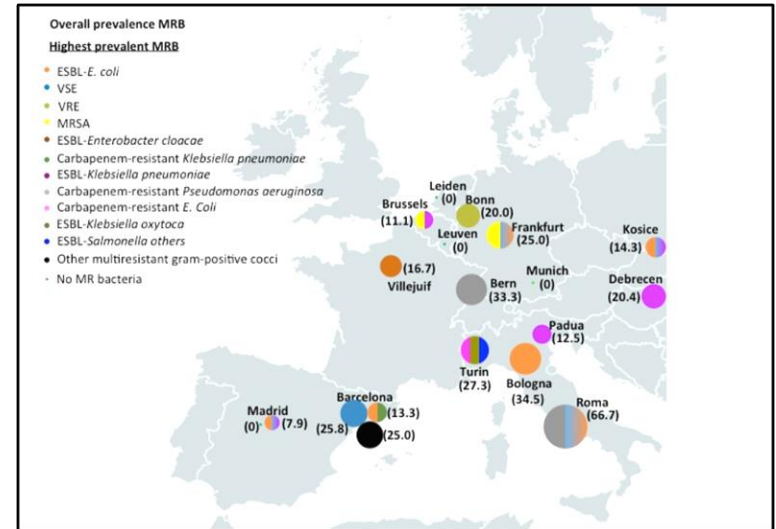 Overall prevalence MRB
Highest prevalent MRB
ESBL-E. coli
VSE
VRE
MRSA
ESBL-Enterobacter cloacae
Carbapenem-resistant Klebsiella pneumoniae
ESBL-Klebsiella pneumoniae
Carbapenem-resistant Pseudomonas aeruginosa
Carbapenem-resistant E. Coli
ESBL-Klebsiella oxytoca
ESBL-Salmonella others
Other multiresistant gram-positive cocci
No MR bacteria
Leiden
(0)
Bonn
(20.0)
Brussels
(11.1)
Leuven
(0)
Frankfurt
(25.0)
Kosice
(14.3)
(16.7)
Villejuif
Bern
(33.3)
Munich
(0)
Debrecen
(20.4)
Padua
(12.5)
Turin
(27.3)
Bologna
(34.5)
Roma
(66.7)
Barcelona
(13.3)
(25.8)
(25.0)
Madrid
(0)
(7.9)